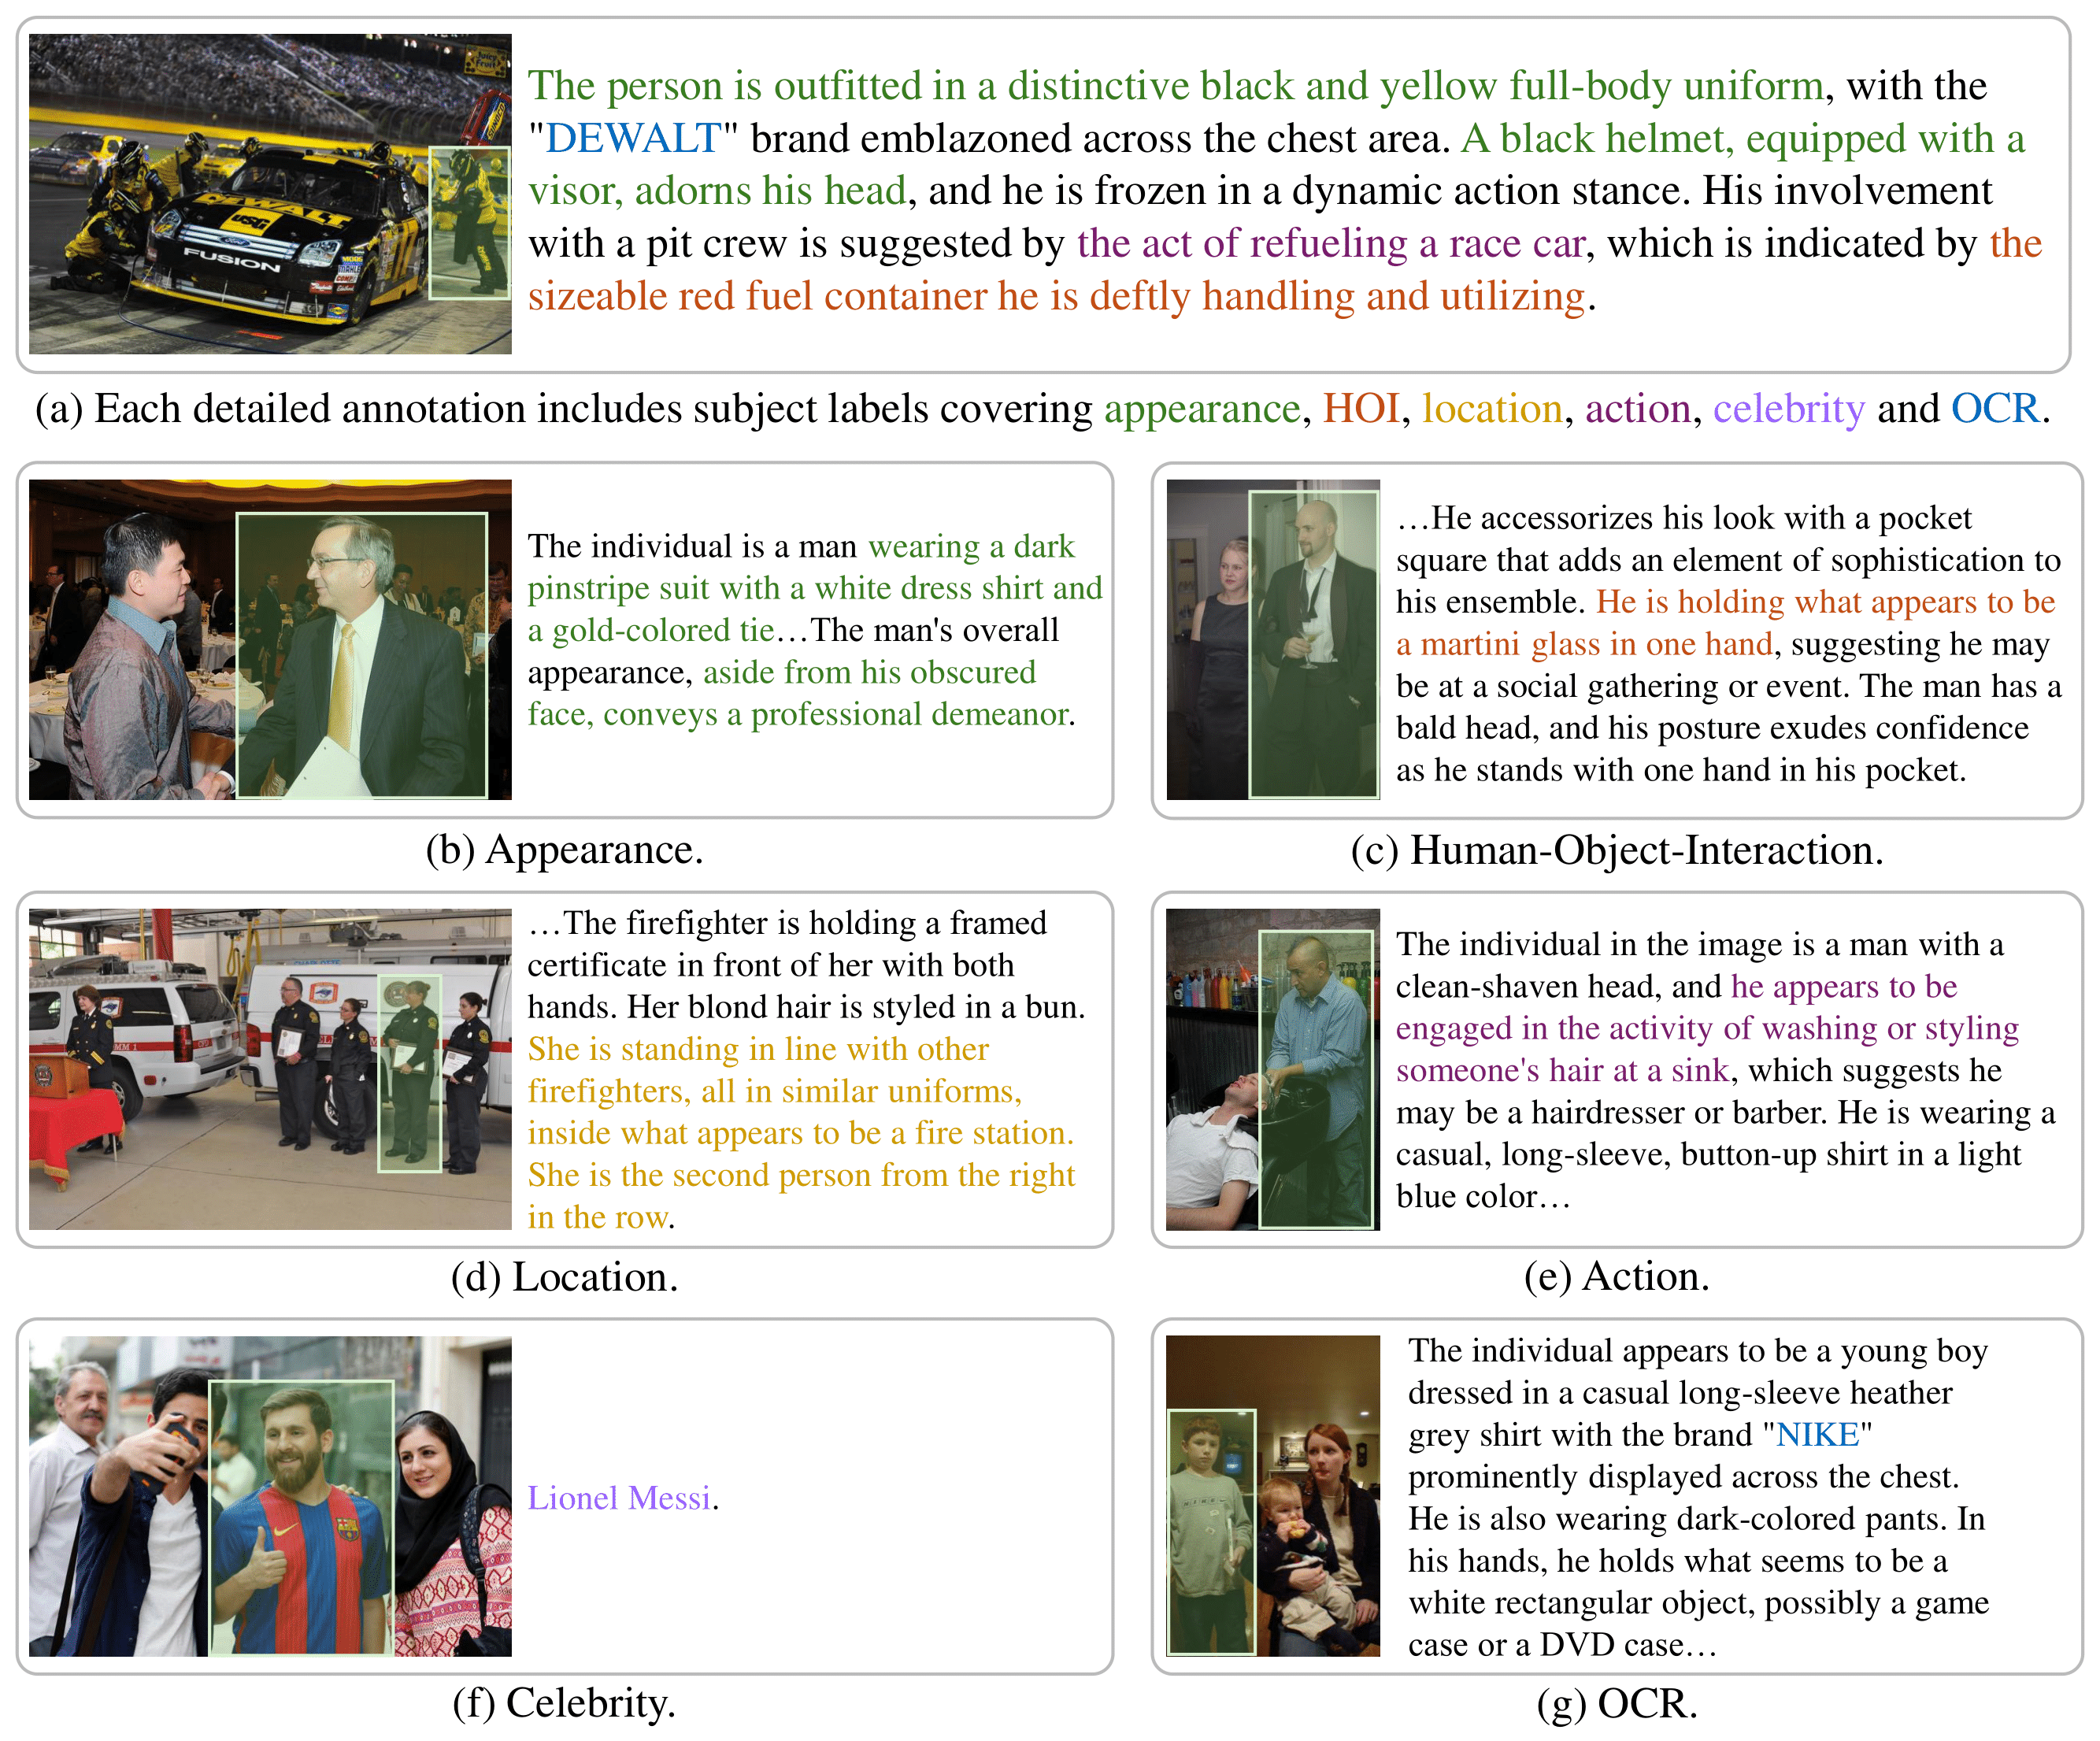 Juicy Fruit
SUNOCO
DEWALT
USG
Ford
FUSION
17
The person is outfitted in a distinctive black and yellow full-body uniform, with the
"DEWALT" brand emblazoned across the chest area. A black helmet, equipped with a
visor, adorns his head, and he is frozen in a dynamic action stance. His involvement
with a pit crew is suggested by the act of refueling a race car, which is indicated by the
sizeable red fuel container he is deftly handling and utilizing.
(a) Each detailed annotation includes subject labels covering appearance, HOI, location, action, celebrity and OCR.
The individual is a man wearing a dark
pinstripe suit with a white dress shirt and
a gold-colored tie…The man's overall
appearance, aside from his obscured
face, conveys a professional demeanor.
(b) Appearance.
…He accessorizes his look with a pocket
square that adds an element of sophistication to
his ensemble. He is holding what appears to be
a martini glass in one hand, suggesting he may
be at a social gathering or event. The man has a
bald head, and his posture exudes confidence
as he stands with one hand in his pocket.
(c) Human-Object-Interaction.
CHARLOTTE
…The firefighter is holding a framed
certificate in front of her with both
hands. Her blond hair is styled in a bun.
She is standing in line with other
firefighters, all in similar uniforms,
inside what appears to be a fire station.
She is the second person from the right
in the row.
(d) Location.
The individual in the image is a man with a
clean-shaven head, and he appears to be
engaged in the activity of washing or styling
someone's hair at a sink, which suggests he
may be a hairdresser or barber. He is wearing a
casual, long-sleeve, button-up shirt in a light
blue color…
(e) Action.
Lionel Messi.
(f) Celebrity.
The individual appears to be a young boy
dressed in a casual long-sleeve heather
grey shirt with the brand "NIKE"
prominently displayed across the chest.
He is also wearing dark-colored pants. In
his hands, he holds what seems to be a
white rectangular object, possibly a game
case or a DVD case…
(g) OCR.